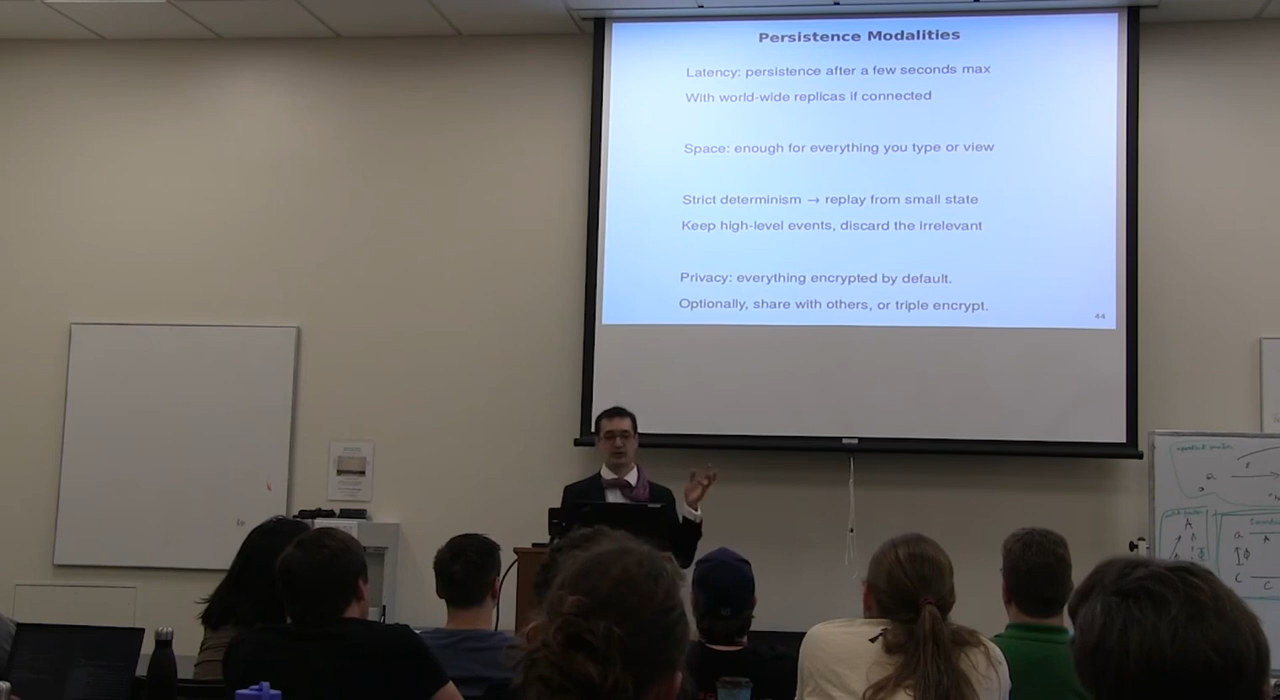 Persistence Modalities
Latency: persistence after a few seconds max
With world-wide replicas if connected
Space: enough for everything you type or view
Strict determinism → replay from small state
Keep high-level events, discard the irrelevant
Privacy: everything encrypted by default.
Optionally, share with others, or triple encrypt.
44